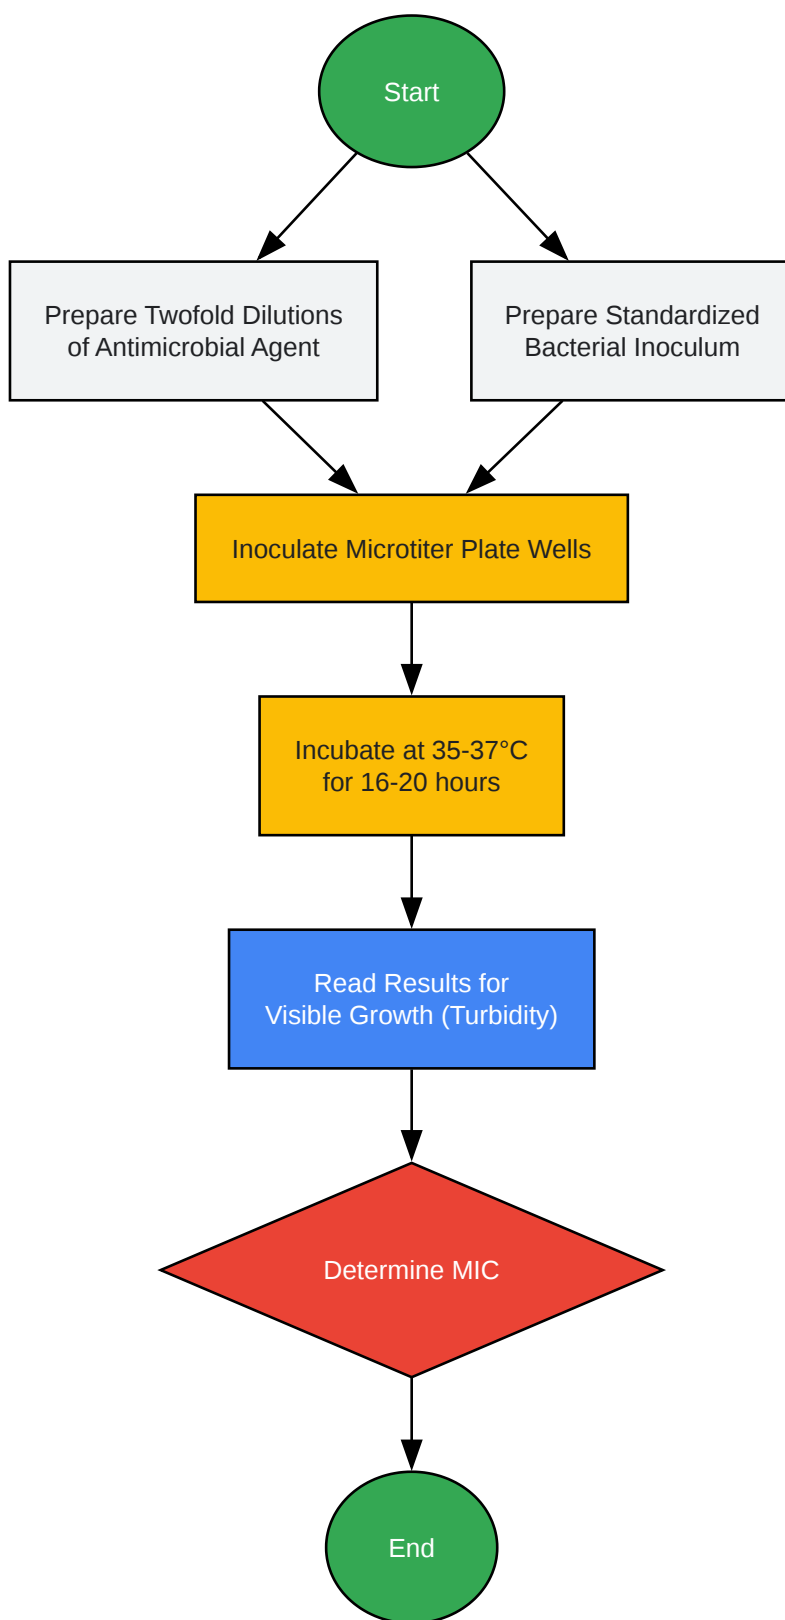 Start
Prepare Twofold Dilutions
of Antimicrobial Agent
Prepare Standardized
Bacterial Inoculum
Inoculate Microtiter Plate Wells
Incubate at 35-37°C
for 16-20 hours
Read Results for
Visible Growth (Turbidity)
Determine MIC
End